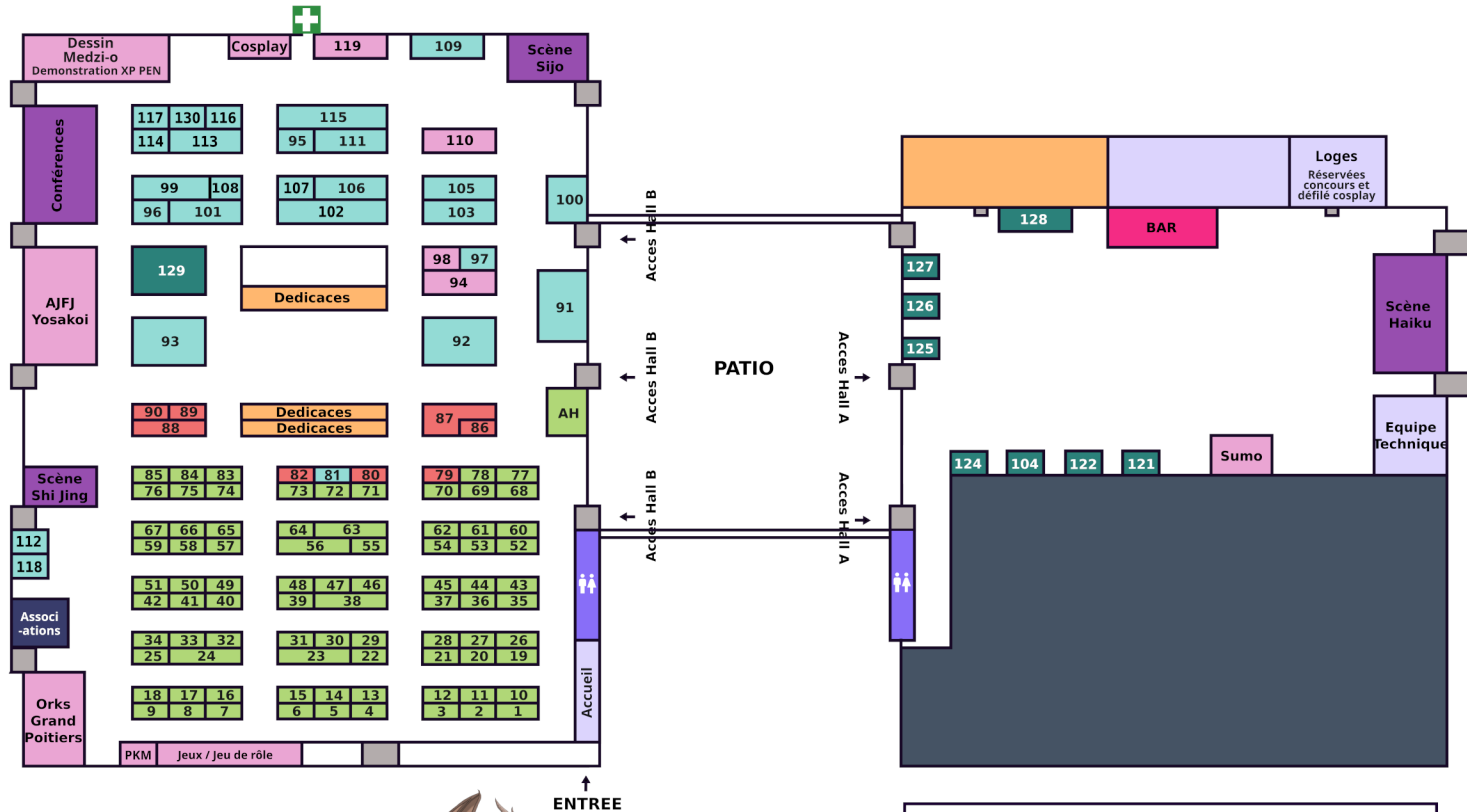 Dessin
Medzi-o
Demonstration XP PEN
Cosplay
119
109
Scène
Sijo
Conférences
117 130 116
114 113
115
95 111
110
99 108
96 101
107 106
102
105
103
100
129
Dedicaces
98 97
94
91
AJFJ
Yosakoi
93
92
90 89
88
Dedicaces
Dedicaces
87
86
AH
Scène
Shi Jing
85 84 83
76 75 74
82 81 80
73 72 71
79 78 77
70 69 68
112
118
67 66 65
59 58 57
64 63
56 55
62 61 60
54 53 52
51 50 49
42 41 40
48 47 46
39 38
45 44 43
37 36 35
Associ
-ations
34 33 32
25 24
31 30 29
23 22
28 27 26
21 20 19
Orks
Grand
Poitiers
18 17 16
9 8 7
15 14 13
6 5 4
12 11 10
3 2 1
Accueil
PKM
Jeux / Jeu de rôle
ENTREE
Acces Hall B
Acces Hall B
Acces Hall B
PATIO
Acces Hall A
Acces Hall A
Loges
Réservées
concours et
défilé cosplay
128
BAR
127
126
125
Scène
Haiku
Equipe
Technique
124
104
122
121
Sumo